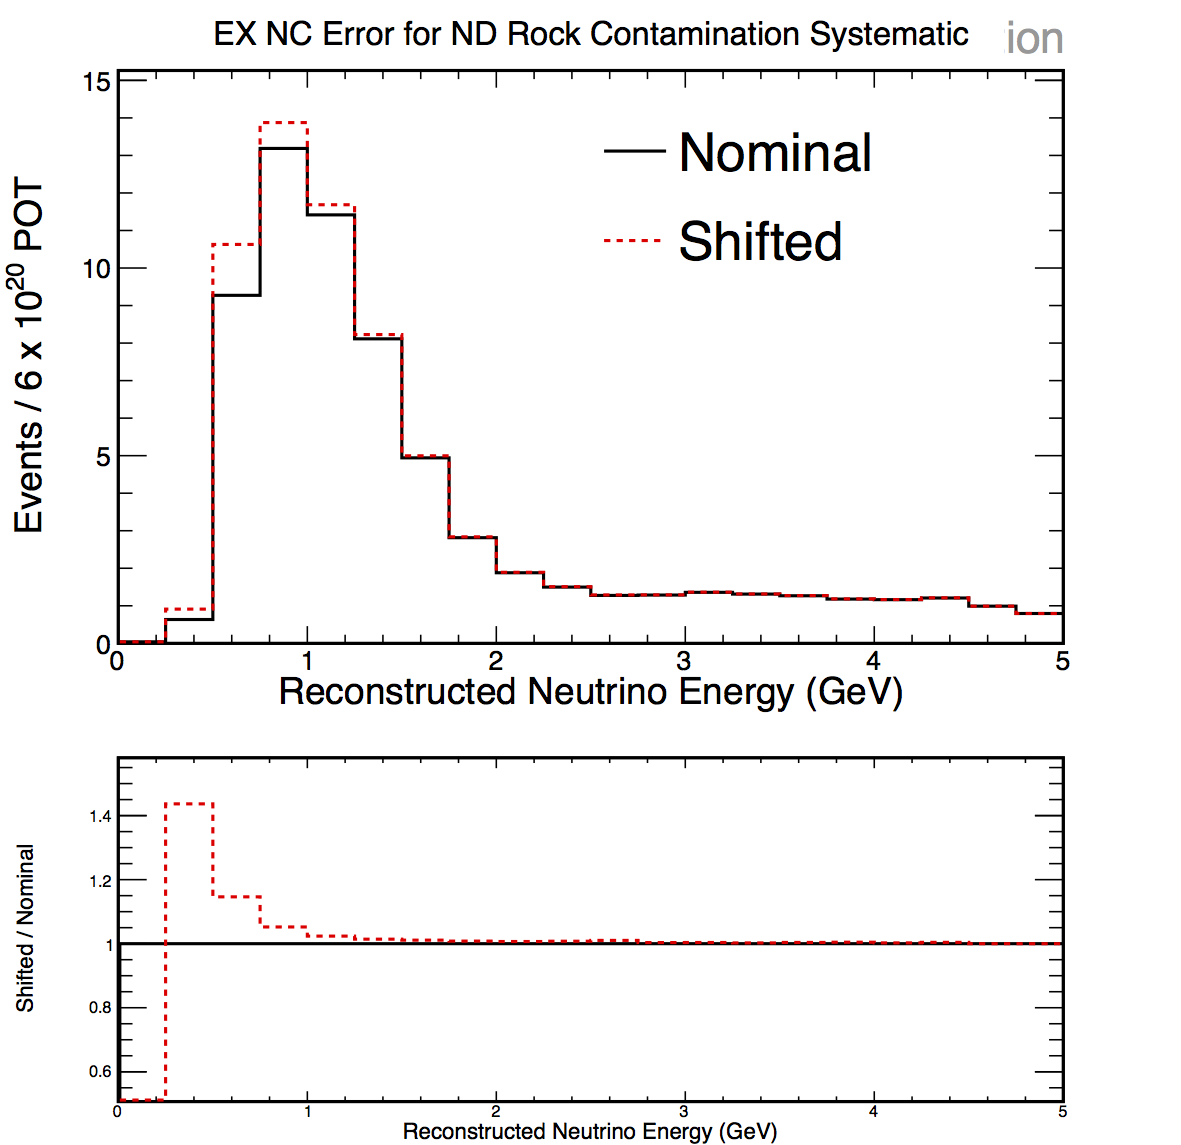 EX NC Error for ND Rock Contamination Systematic
ion
Events / 6 x 10²⁰ POT
15
10
5
0
Nominal
Shifted
0 1 2 3 4 5
Reconstructed Neutrino Energy (GeV)
Shifted / Nominal
1.4
1.2
1
0.8
0.6
0 1 2 3 4 5
Reconstructed Neutrino Energy (GeV)